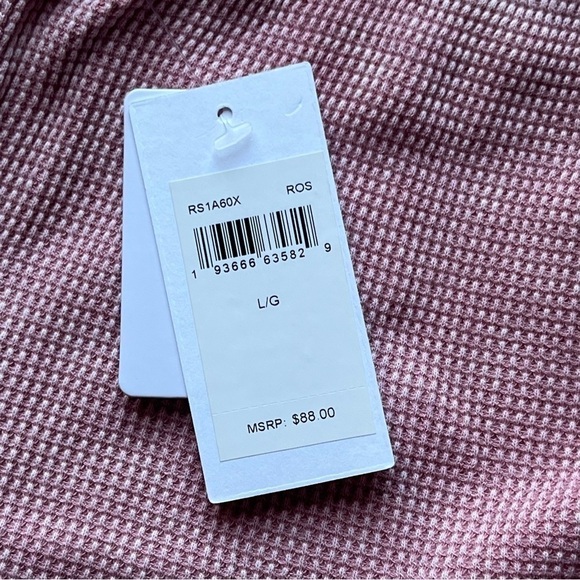 RS1A60X ROS
1 93666 63582 9
L/G
MSRP: $88.00